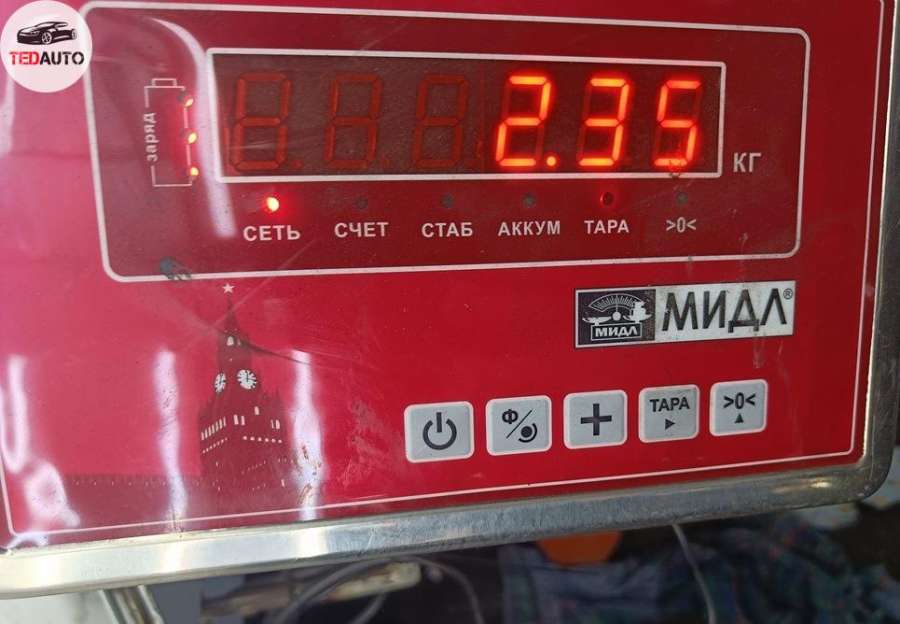 TEDAUTO
заряд
2.35
КГ
СЕТЬ СЧЕТ СТАБ АККУМ ТАРА >0<
МИДЛ МИДЛ®
Ф ТАРА >0<